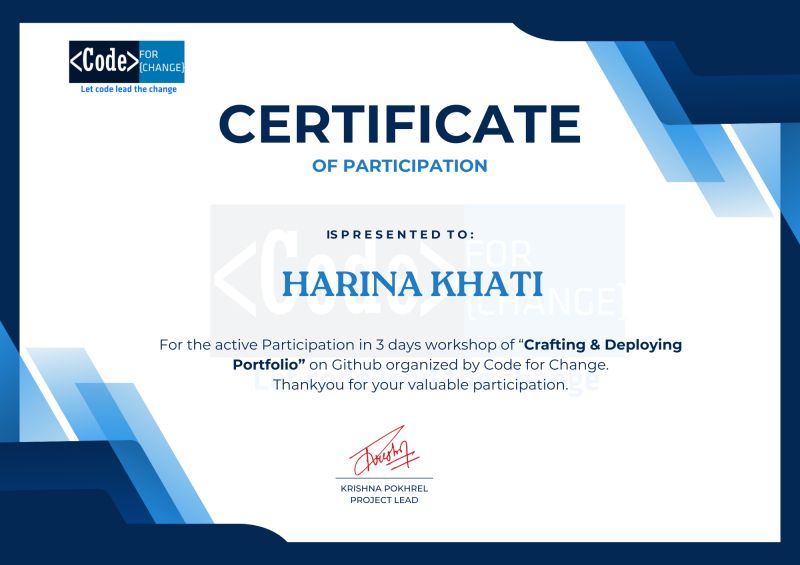 <Code> FOR
{CHANGE}
Let code lead the change
CERTIFICATE
OF PARTICIPATION
IS PRESENTED TO:
HARINA KHATI
For the active Participation in 3 days workshop of “Crafting & Deploying
Portfolio” on Github organized by Code for Change.
Thankyou for your valuable participation.
KRISHNA POKHREL
PROJECT LEAD